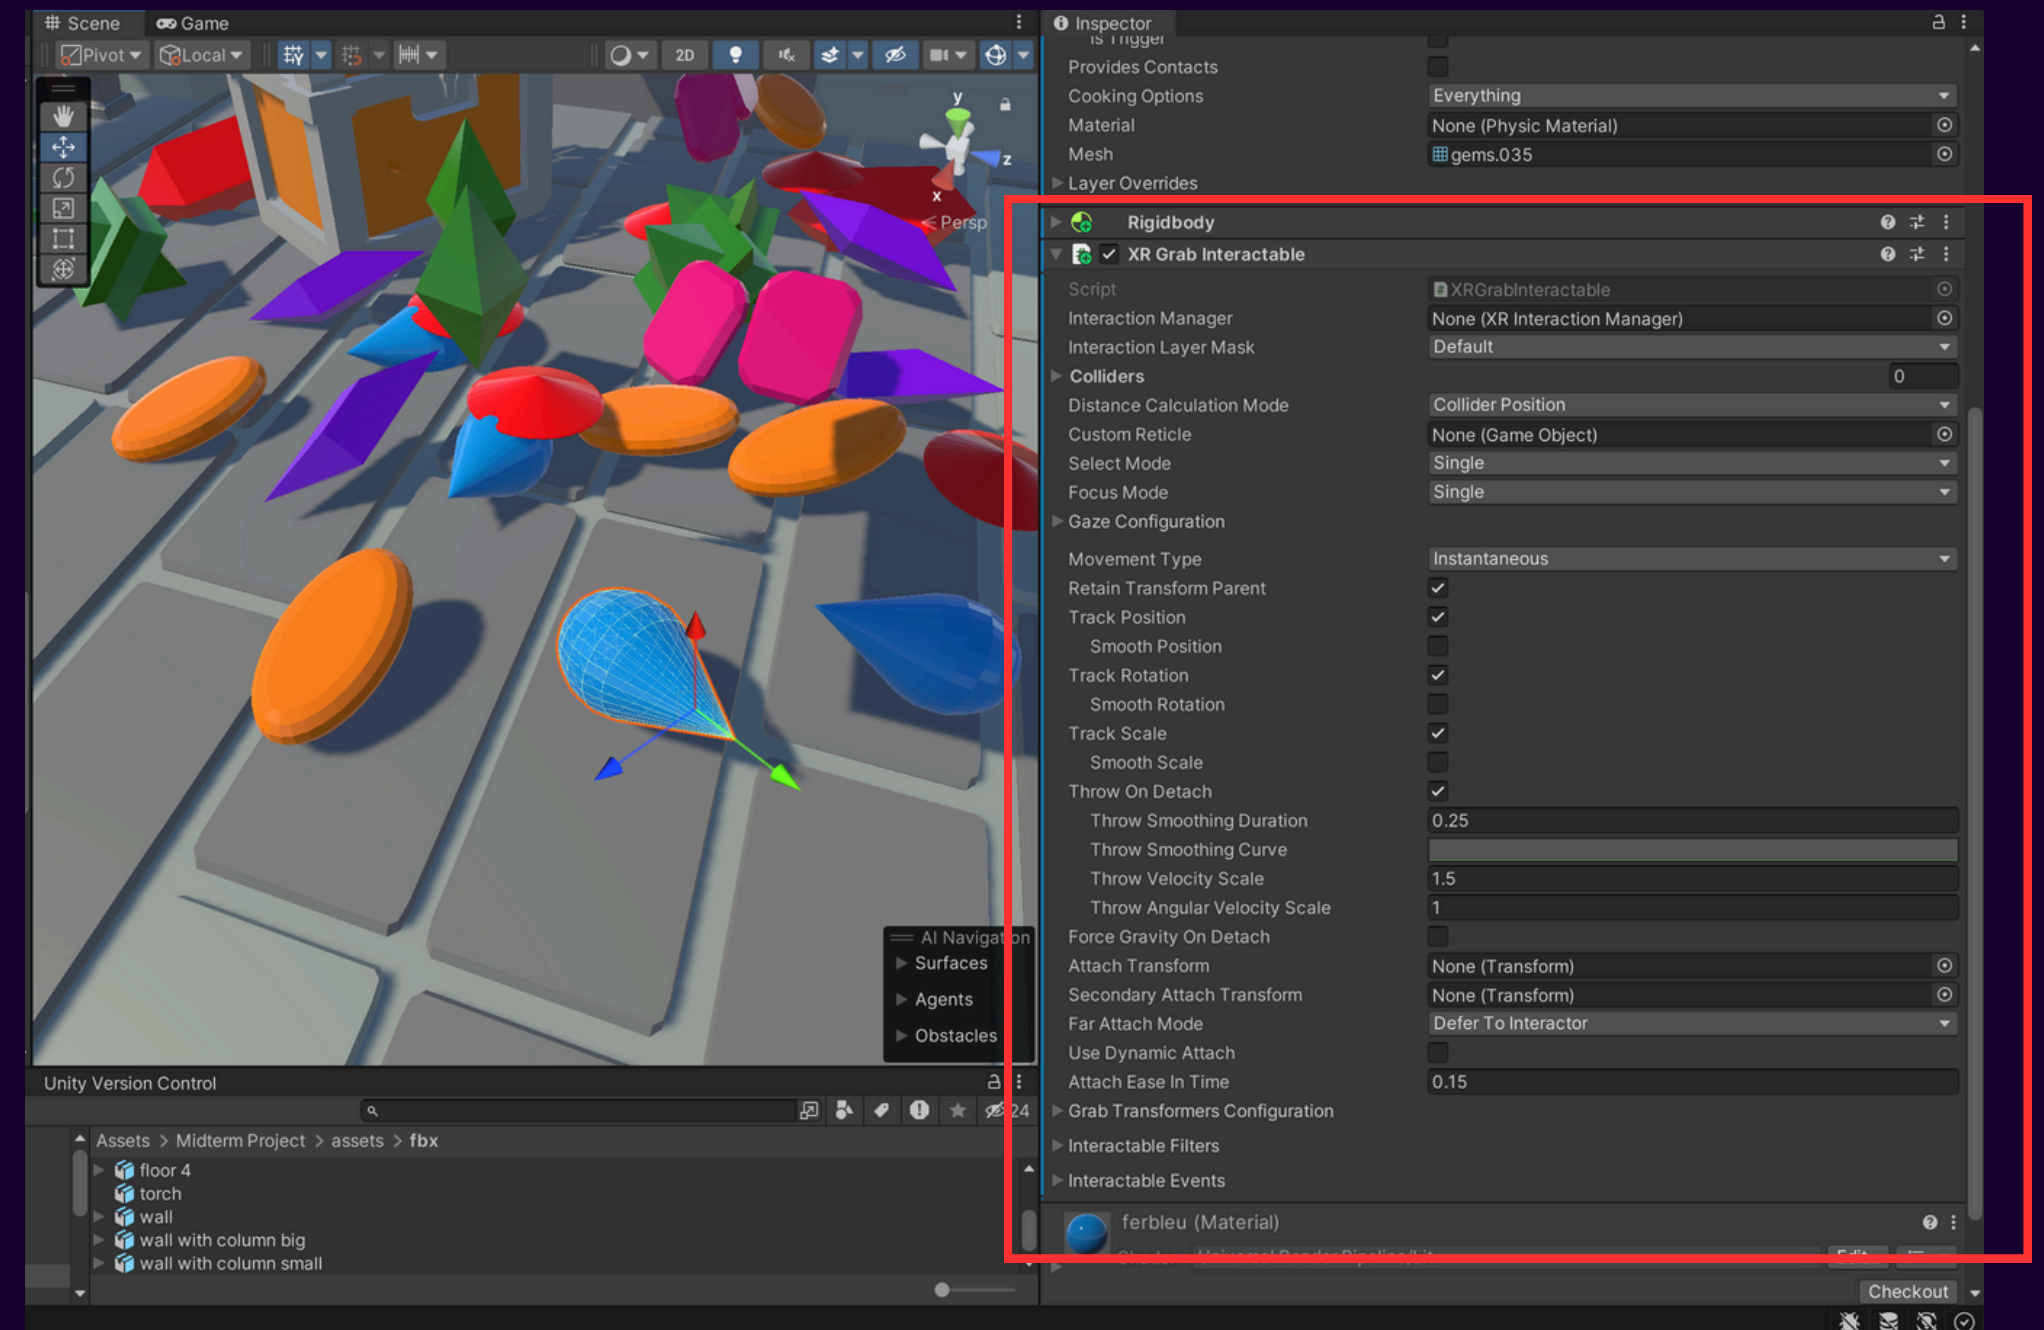 Scene Game
Pivot Local 2D
y
z
x
Persp
AI Navigation
Surfaces
Agents
Obstacles
Unity Version Control
24
Assets > Midterm Project > assets > fbx
floor 4
torch
wall
wall with column big
wall with column small
Inspector
Is Trigger
Provides Contacts
Cooking Options Everything
Material None (Physic Material)
Mesh gems.035
Layer Overrides
Rigidbody
XR Grab Interactable
Script XRGrabInteractable
Interaction Manager None (XR Interaction Manager)
Interaction Layer Mask Default
Colliders 0
Distance Calculation Mode Collider Position
Custom Reticle None (Game Object)
Select Mode Single
Focus Mode Single
Gaze Configuration
Movement Type Instantaneous
Retain Transform Parent
Track Position
Smooth Position
Track Rotation
Smooth Rotation
Track Scale
Smooth Scale
Throw On Detach
Throw Smoothing Duration 0.25
Throw Smoothing Curve
Throw Velocity Scale 1.5
Throw Angular Velocity Scale 1
Force Gravity On Detach
Attach Transform None (Transform)
Secondary Attach Transform None (Transform)
Far Attach Mode Defer To Interactor
Use Dynamic Attach
Attach Ease In Time 0.15
Grab Transformers Configuration
Interactable Filters
Interactable Events
ferbleu (Material)
Checkout